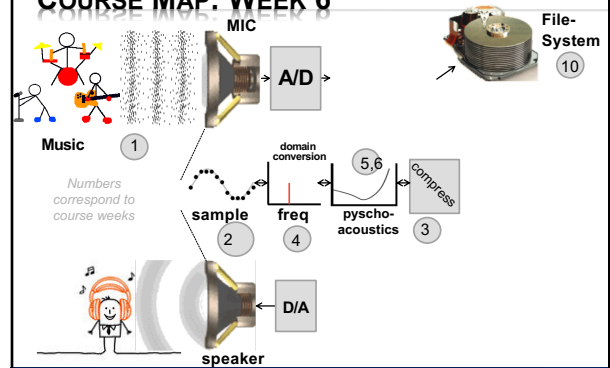 COURSE MAP: WEEK 6
MIC
File-
System
10
A/D
Music
1
domain
conversion
5,6
compress
Numbers
correspond to
course weeks
sample
freq
pyscho-
acoustics
2
4
3
D/A
speaker